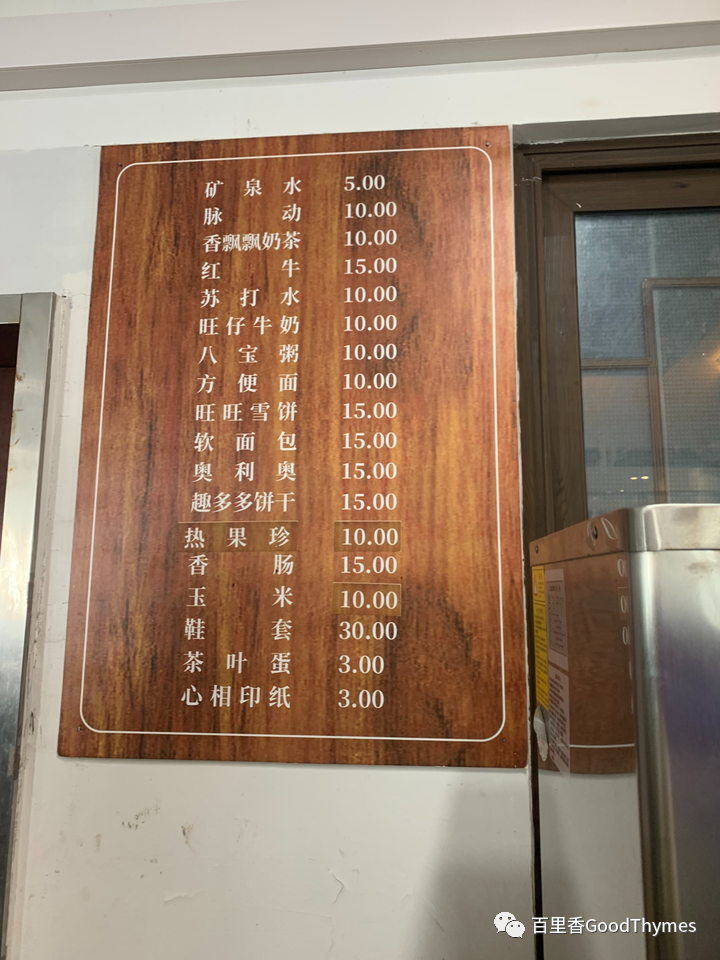 矿泉水 5.00
脉动 10.00
香飘飘奶茶 10.00
红牛 15.00
苏打水 10.00
旺仔牛奶 10.00
八宝粥 10.00
方便面 10.00
旺旺雪饼 15.00
软面包 15.00
奥利奥 15.00
趣多多饼干 15.00
热果珍 10.00
香肠 15.00
玉米 10.00
鞋套 30.00
茶叶蛋 3.00
心相印纸 3.00
百里香GoodThymes